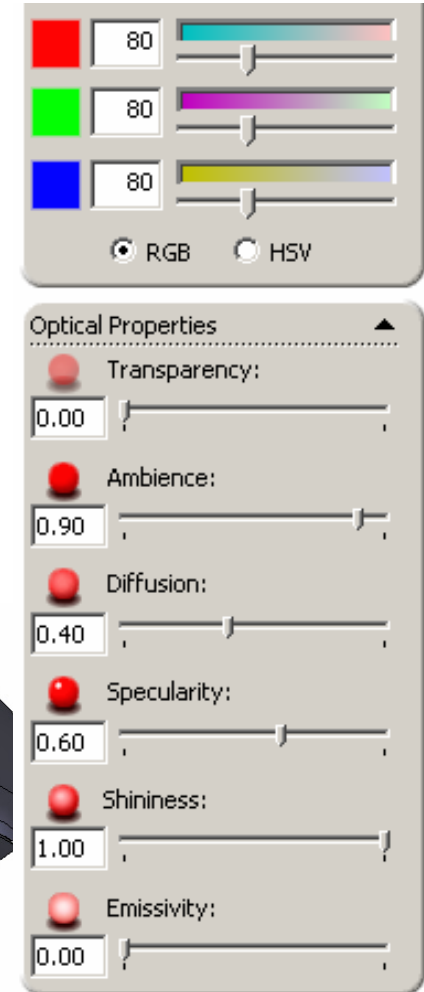 80
80
80
RGB HSV
Optical Properties
Transparency:
0.00
Ambience:
0.90
Diffusion:
0.40
Specularity:
0.60
Shininess:
1.00
Emissivity:
0.00